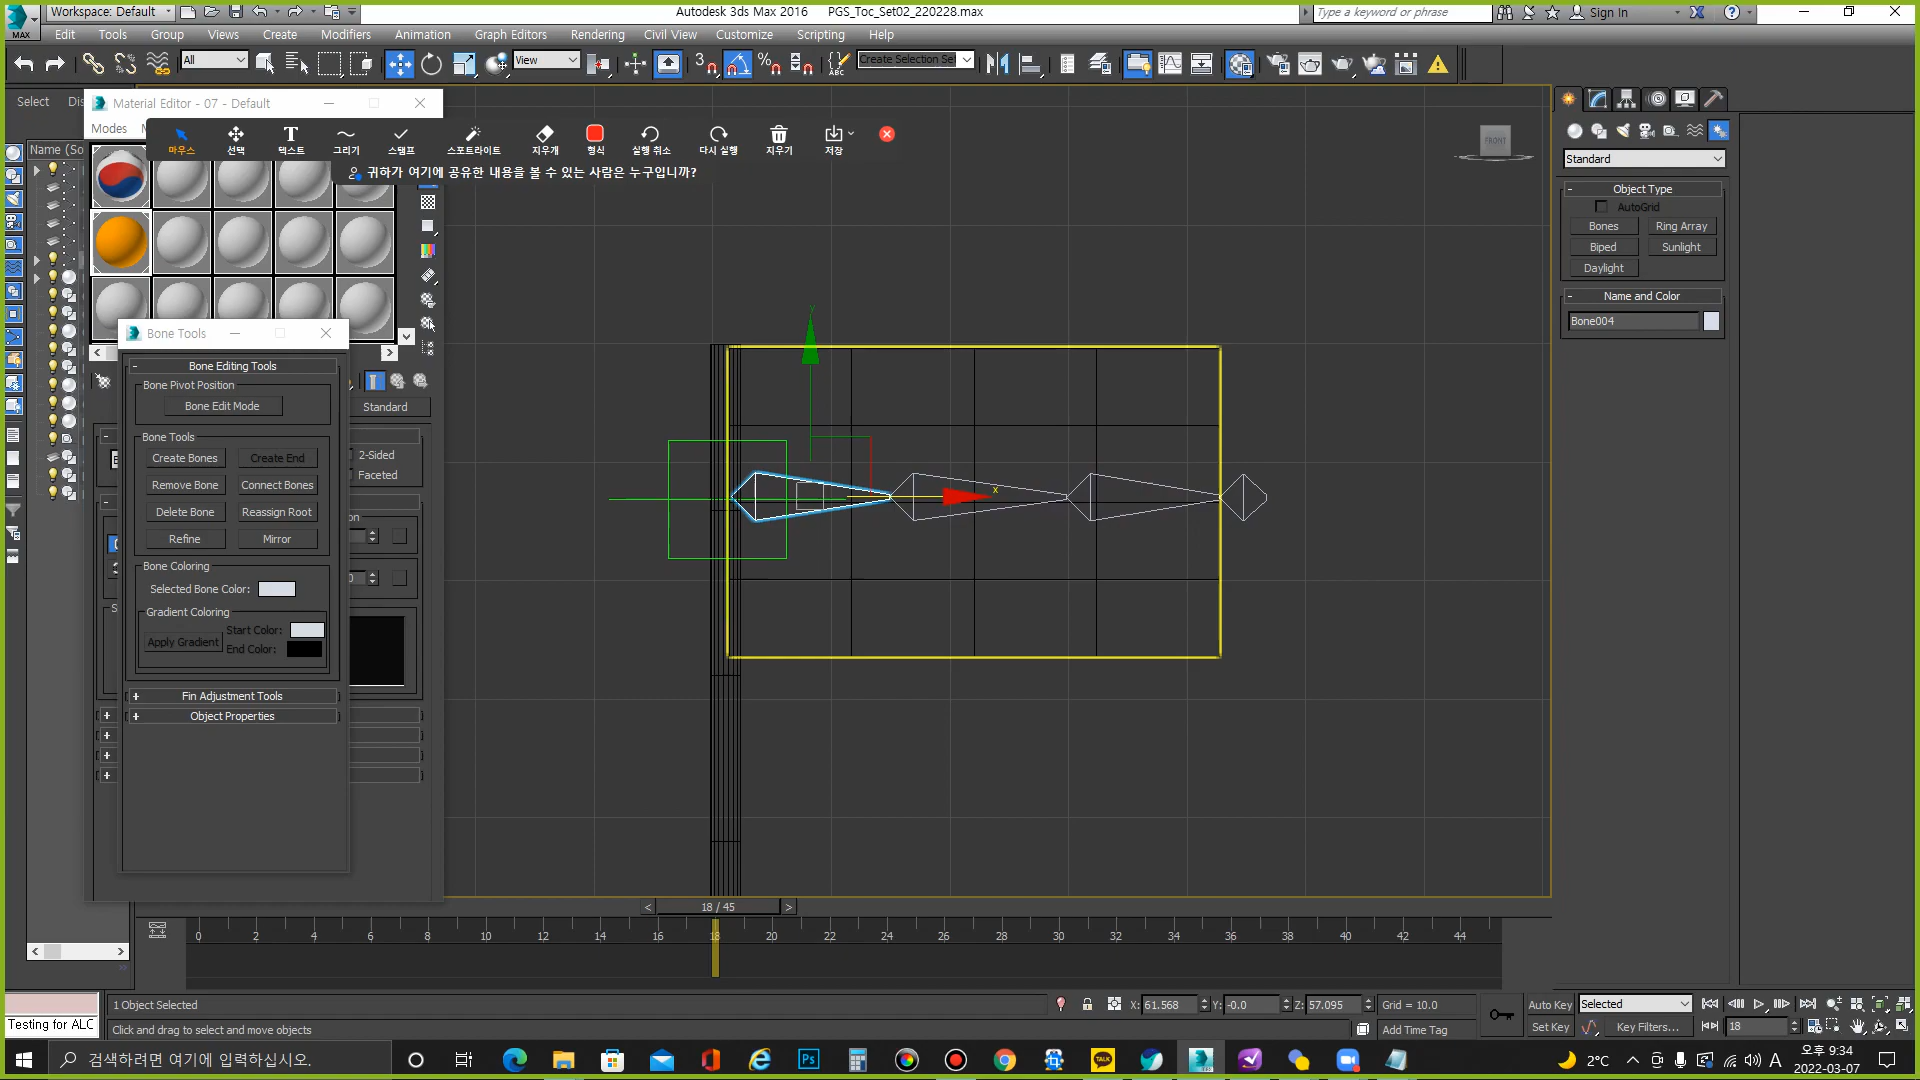 Workspace: Default
Autodesk 3ds Max 2016 PGS_Toc_Set02_220228.max
Type a keyword or phrase
Sign In
MAX
Edit Tools Group Views Create Modifiers Animation Graph Editors Rendering Civil View Customize Scripting Help
All
View
3
ABC
Create Selection Se
Select
Material Editor - 07 - Default
Modes
마우스 선택 텍스트 그리기 스탬프 스포트라이트 지우개 형식 실행 취소 다시 실행 지우기 저장
귀하가 여기에 공유한 내용을 볼 수 있는 사람은 누구입니까?
Name (So
FRONT
Standard
Object Type
AutoGrid
Bones Ring Array
Biped Sunlight
Daylight
Name and Color
Bone004
Bone Tools
Bone Editing Tools
Bone Pivot Position
Bone Edit Mode
Bone Tools
Create Bones Create End
Remove Bone Connect Bones
Delete Bone Reassign Root
Refine Mirror
Bone Coloring
Selected Bone Color:
Gradient Coloring
Apply Gradient
Start Color:
End Color:
Fin Adjustment Tools
Object Properties
Standard
2-Sided
Faceted
y
x
18 / 45
0 2 4 6 8 10 12 14 16 18 20 22 24 26 28 30 32 34 36 38 40 42 44
1 Object Selected
X: 61.568 Y: -0.0 Z: 57.095 Grid = 10.0
Auto Key Selected
Testing for ALC
Click and drag to select and move objects
Add Time Tag
Set Key Key Filters... 18
검색하려면 여기에 입력하십시오.
Ps
TALK
2°C
A
오후 9:34
2022-03-07